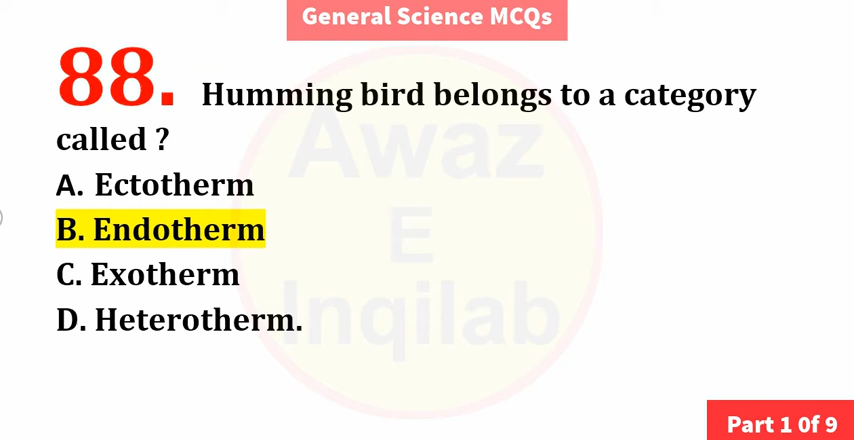 General Science MCQs
88. Humming bird belongs to a category
called ?
A. Ectotherm
B. Endotherm
C. Exotherm
D. Heterotherm.
Awaz
E
Inqilab
Part 1 0f 9